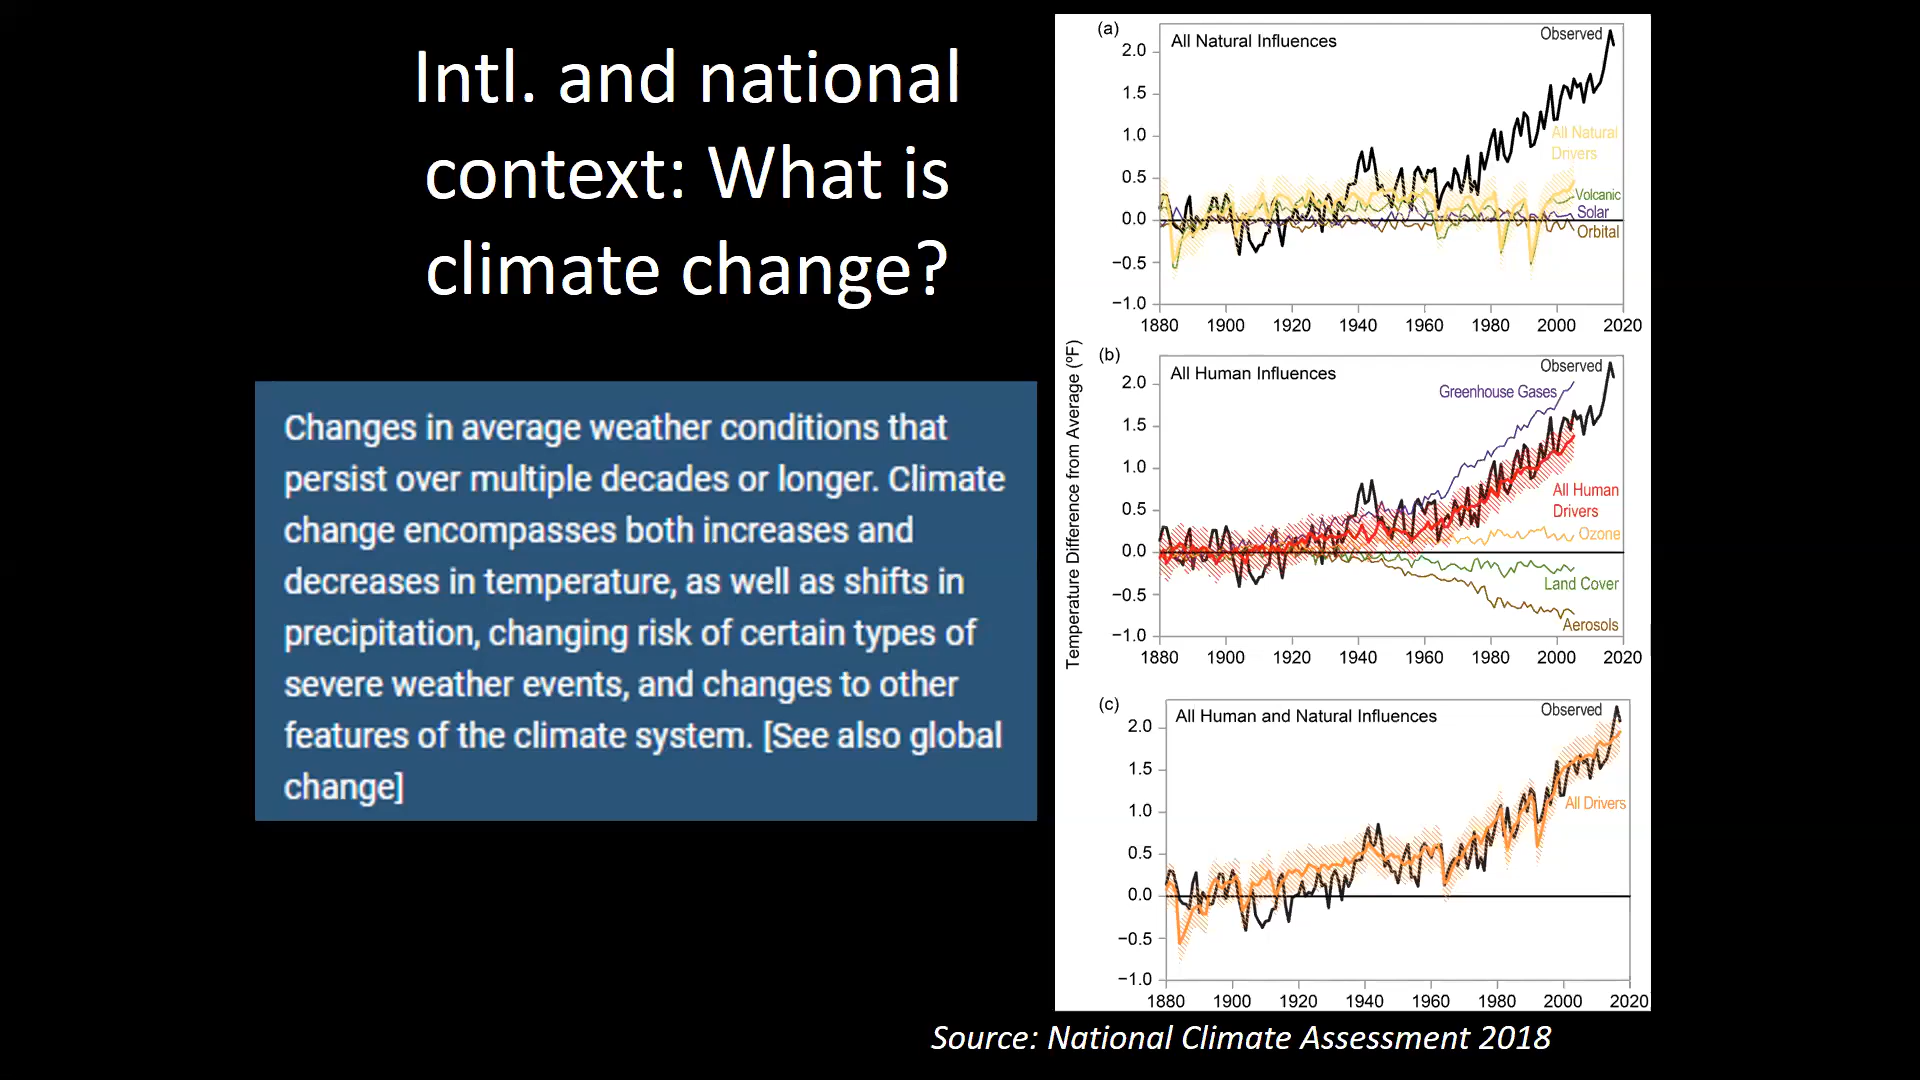 Intl. and national
context: What is
climate change?
Changes in average weather conditions that
persist over multiple decades or longer. Climate
change encompasses both increases and
decreases in temperature, as well as shifts in
precipitation, changing risk of certain types of
severe weather events, and changes to other
features of the climate system. [See also global
change]
Temperature Difference from Average (°F)
(a)
All Natural Influences
Observed
All Natural
Drivers
Volcanic
Solar
Orbital
2.0
1.5
1.0
0.5
0.0
−0.5
−1.0
1880 1900 1920 1940 1960 1980 2000 2020
(b)
All Human Influences
Observed
Greenhouse Gases
All Human
Drivers
Ozone
Land Cover
Aerosols
2.0
1.5
1.0
0.5
0.0
−0.5
−1.0
1880 1900 1920 1940 1960 1980 2000 2020
(c)
All Human and Natural Influences
Observed
All Drivers
2.0
1.5
1.0
0.5
0.0
−0.5
−1.0
1880 1900 1920 1940 1960 1980 2000 2020
Source: National Climate Assessment 2018